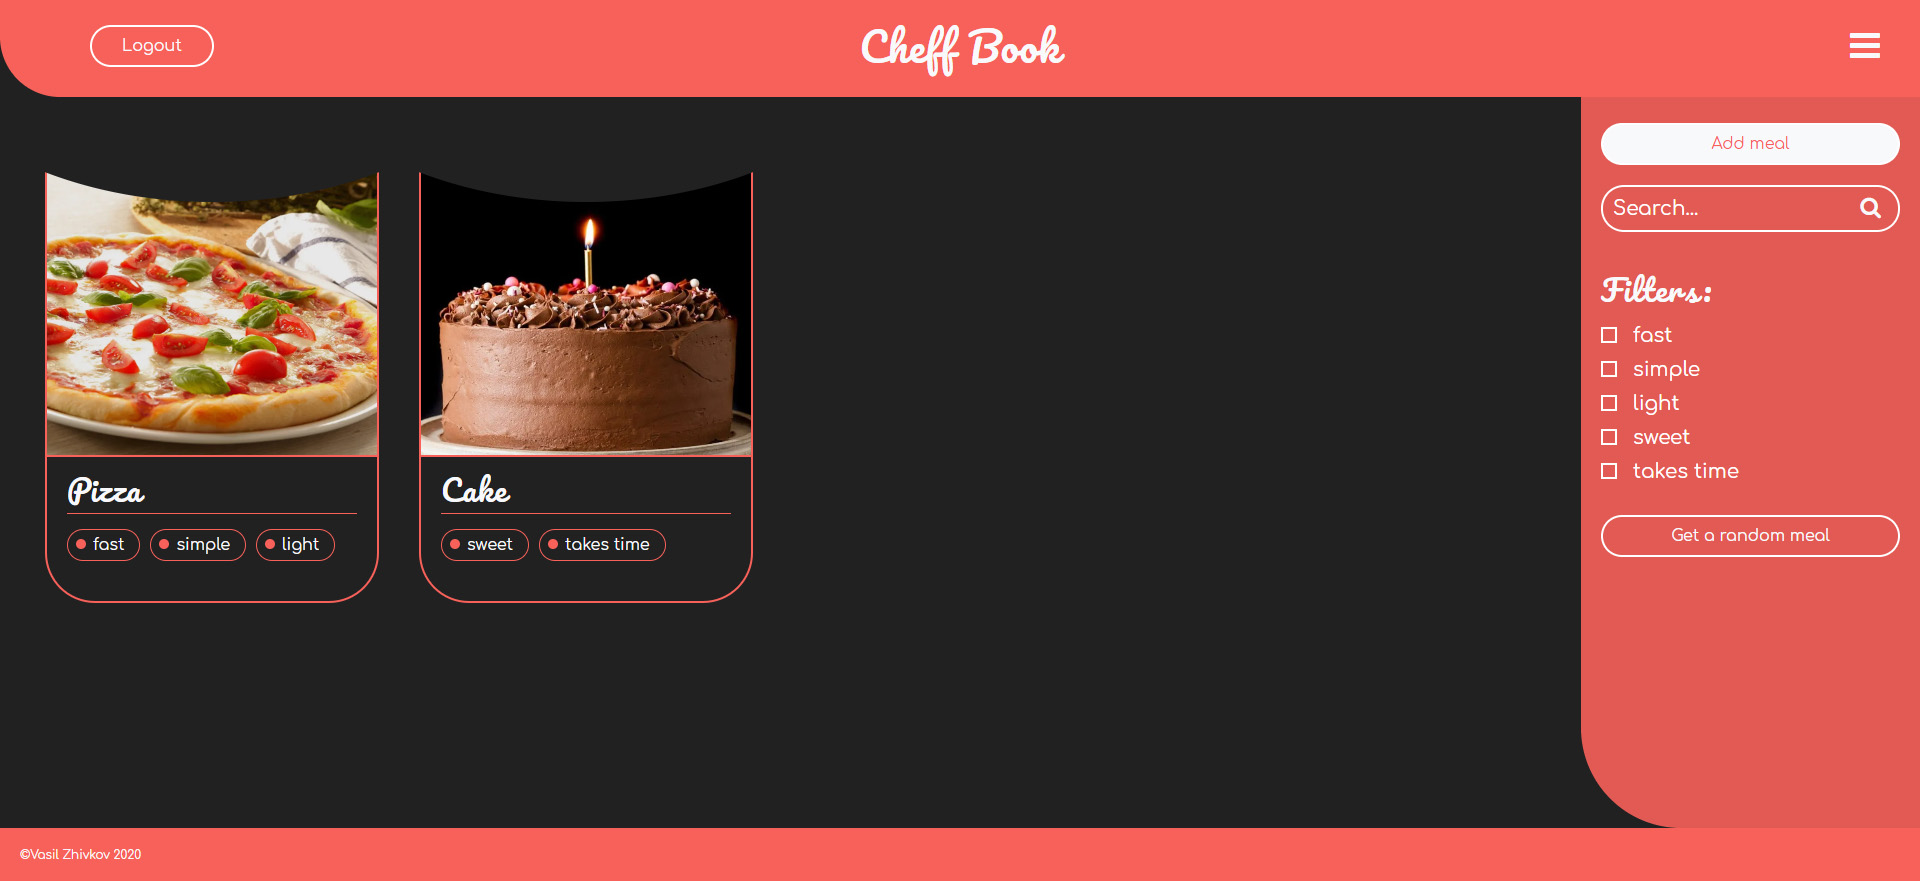 Logout
Cheff Book
Add meal
Search...
Filters:
fast
simple
light
sweet
takes time
Get a random meal
Pizza
fast simple light
Cake
sweet takes time
©Vasil Zhivkov 2020